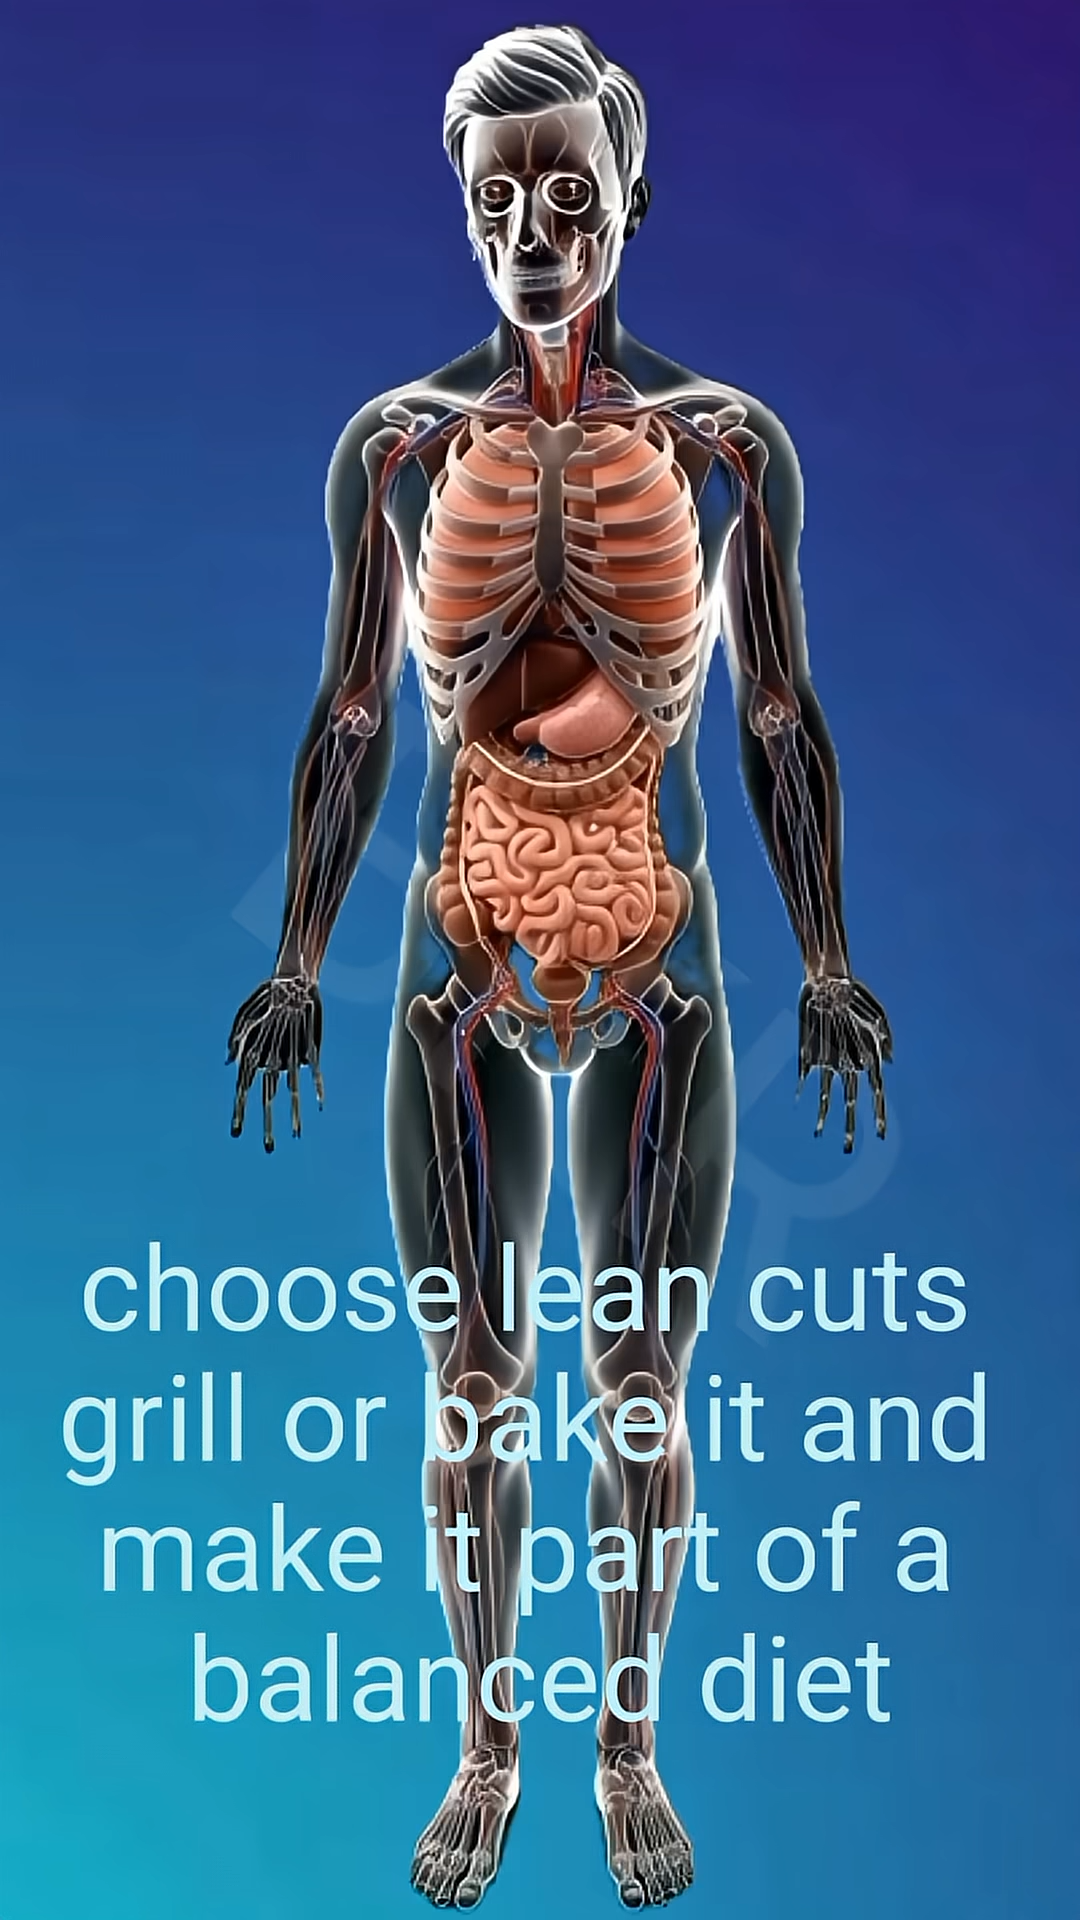 choose lean cuts
grill or bake it and
make it part of a
balanced diet